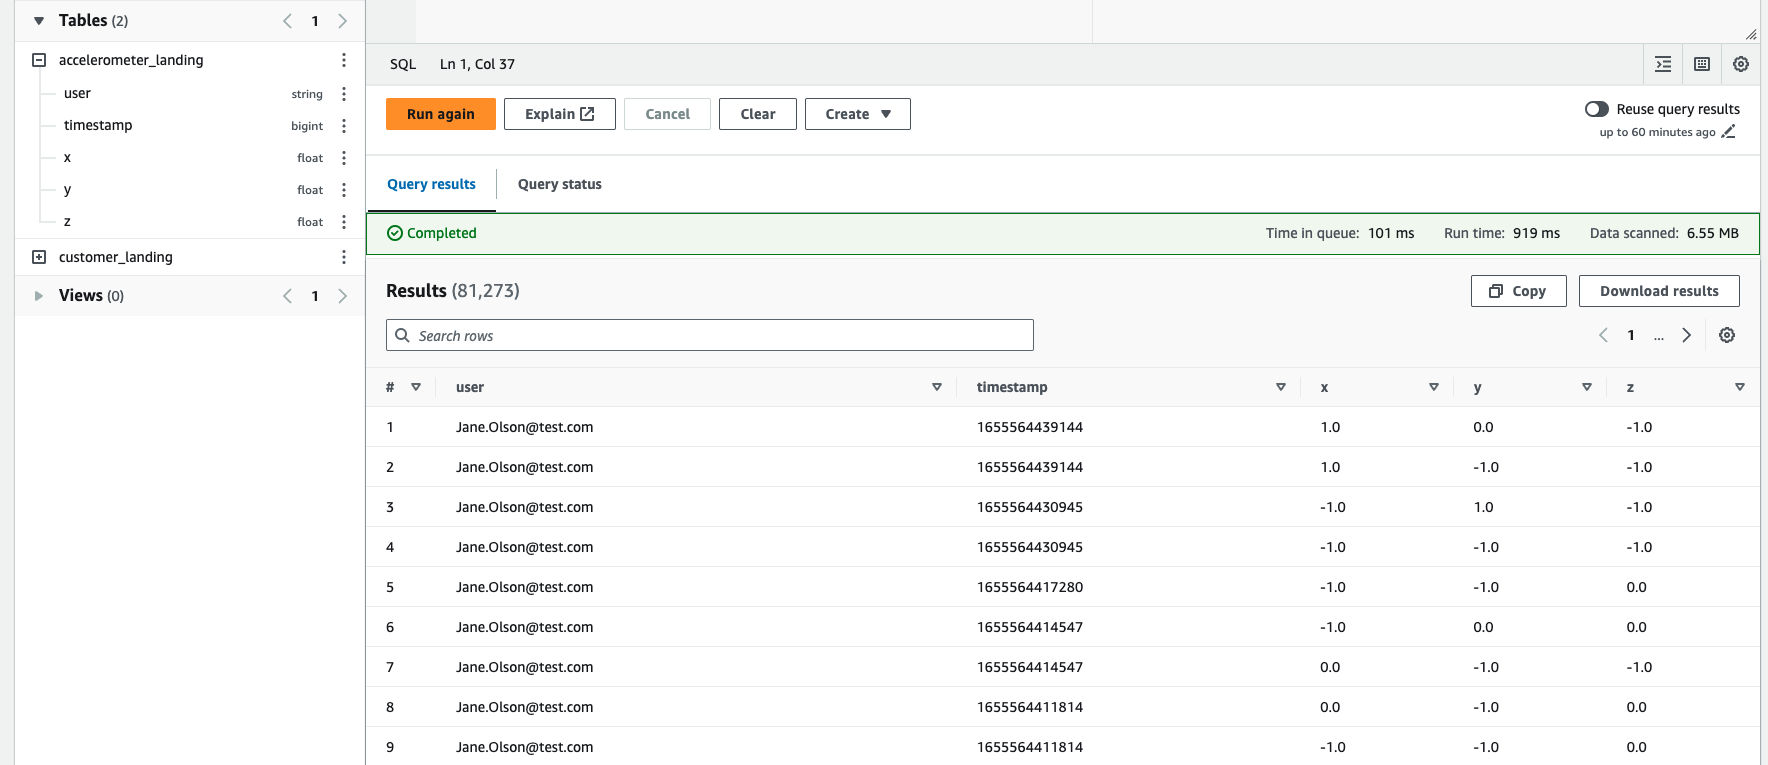 Tables (2) 1
accelerometer_landing
user string
timestamp bigint
x float
y float
z float
customer_landing
Views (0) 1
SQL Ln 1, Col 37
Run again Explain Cancel Clear Create
Reuse query results
up to 60 minutes ago
Query results Query status
Completed Time in queue: 101 ms Run time: 919 ms Data scanned: 6.55 MB
Results (81,273) Copy Download results
Search rows 1 ...
# user timestamp x y z
1 Jane.Olson@test.com 1655564439144 1.0 0.0 -1.0
2 Jane.Olson@test.com 1655564439144 1.0 -1.0 -1.0
3 Jane.Olson@test.com 1655564430945 -1.0 1.0 -1.0
4 Jane.Olson@test.com 1655564430945 -1.0 -1.0 -1.0
5 Jane.Olson@test.com 1655564417280 -1.0 -1.0 0.0
6 Jane.Olson@test.com 1655564414547 -1.0 0.0 0.0
7 Jane.Olson@test.com 1655564414547 0.0 -1.0 -1.0
8 Jane.Olson@test.com 1655564411814 0.0 -1.0 0.0
9 Jane.Olson@test.com 1655564411814 -1.0 -1.0 0.0